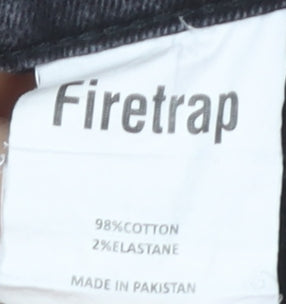 Firetrap
98%COTTON
2%ELASTANE
MADE IN PAKISTAN